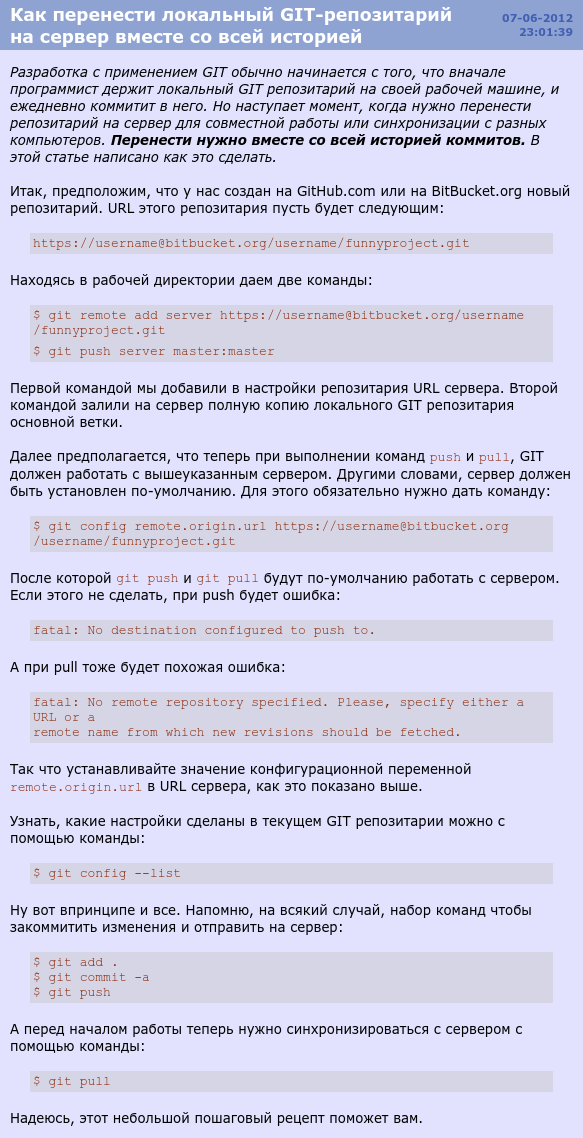 Как перенести локальный GIT-репозитарий
на сервер вместе со всей историей
07-06-2012
23:01:39
Разработка с применением GIT обычно начинается с того, что вначале
программист держит локальный GIT репозитарий на своей рабочей машине, и
ежедневно коммитит в него. Но наступает момент, когда нужно перенести
репозитарий на сервер для совместной работы или синхронизации с разных
компьютеров. Перенести нужно вместе со всей историей коммитов. В
этой статье написано как это сделать.
Итак, предположим, что у нас создан на GitHub.com или на BitBucket.org новый
репозитарий. URL этого репозитария пусть будет следующим:
https://username@bitbucket.org/username/funnyproject.git
Находясь в рабочей директории даем две команды:
$ git remote add server https://username@bitbucket.org/username
/funnyproject.git
$ git push server master:master
Первой командой мы добавили в настройки репозитария URL сервера. Второй
командой залили на сервер полную копию локального GIT репозитария
основной ветки.
Далее предполагается, что теперь при выполнении команд push и pull, GIT
должен работать с вышеуказанным сервером. Другими словами, сервер должен
быть установлен по-умолчанию. Для этого обязательно нужно дать команду:
$ git config remote.origin.url https://username@bitbucket.org
/username/funnyproject.git
После которой git push и git pull будут по-умолчанию работать с сервером.
Если этого не сделать, при push будет ошибка:
fatal: No destination configured to push to.
А при pull тоже будет похожая ошибка:
fatal: No remote repository specified. Please, specify either a
URL or a
remote name from which new revisions should be fetched.
Так что устанавливайте значение конфигурационной переменной
remote.origin.url в URL сервера, как это показано выше.
Узнать, какие настройки сделаны в текущем GIT репозитарии можно с
помощью команды:
$ git config --list
Ну вот впринципе и все. Напомню, на всякий случай, набор команд чтобы
закоммитить изменения и отправить на сервер:
$ git add .
$ git commit -a
$ git push
А перед началом работы теперь нужно синхронизироваться с сервером с
помощью команды:
$ git pull
Надеюсь, этот небольшой пошаговый рецепт поможет вам.